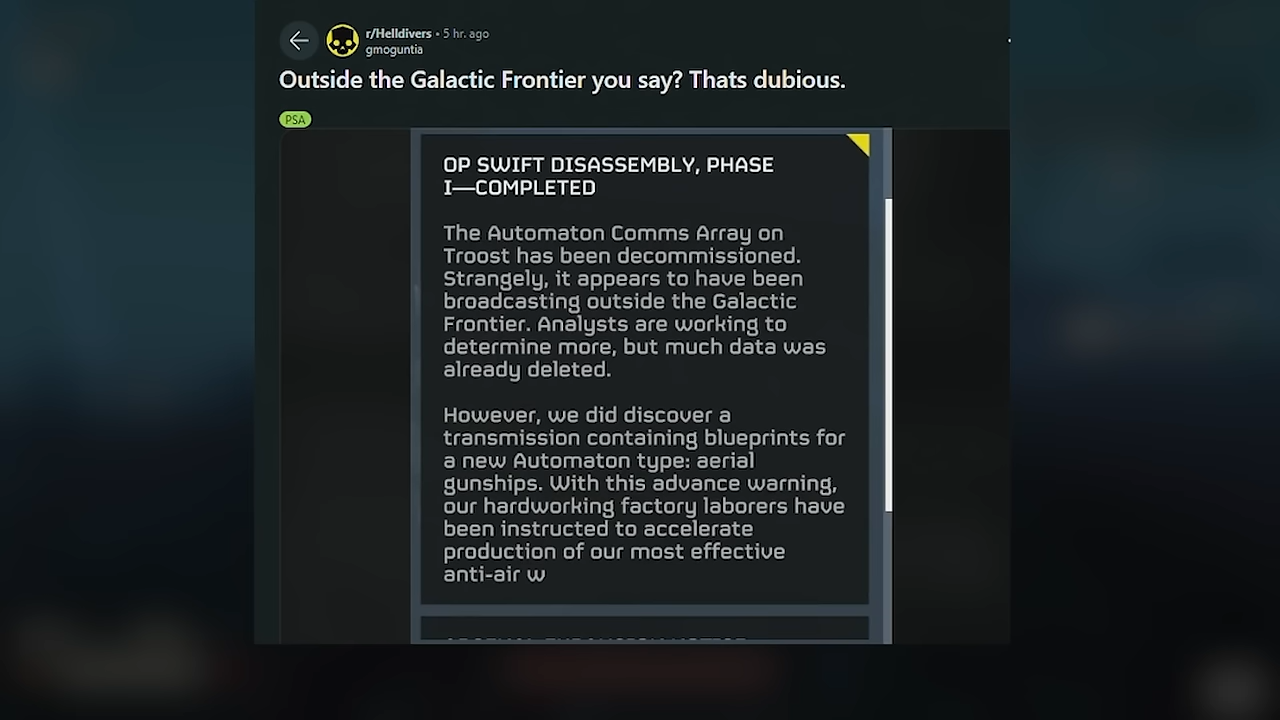 r/Helldivers • 5 hr. ago
gmoguntia
Outside the Galactic Frontier you say? Thats dubious.
PSA
OP SWIFT DISASSEMBLY, PHASE
I—COMPLETED
The Automaton Comms Array on
Troost has been decommissioned.
Strangely, it appears to have been
broadcasting outside the Galactic
Frontier. Analysts are working to
determine more, but much data was
already deleted.
However, we did discover a
transmission containing blueprints for
a new Automaton type: aerial
gunships. With this advance warning,
our hardworking factory laborers have
been instructed to accelerate
production of our most effective
anti-air w